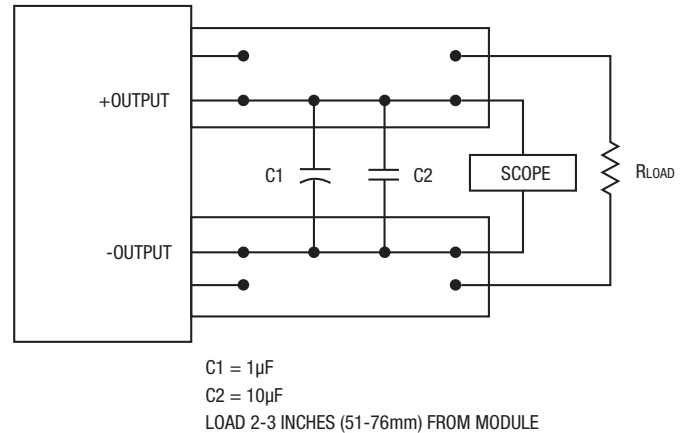 +OUTPUT
C1
C2
SCOPE
RLOAD
-OUTPUT
C1 = 1µF
C2 = 10µF
LOAD 2-3 INCHES (51-76mm) FROM MODULE